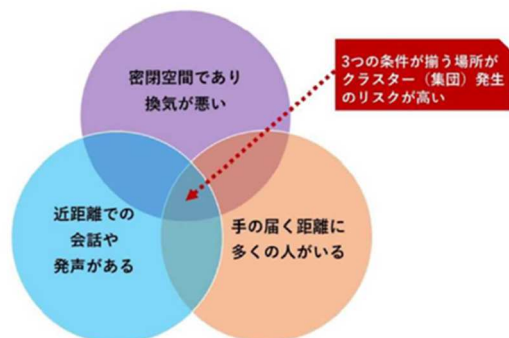 密閉空間であり
換気が悪い
3つの条件が揃う場所が
クラスター（集団）発生
のリスクが高い
近距離での
会話や
発声がある
手の届く距離に
多くの人がいる